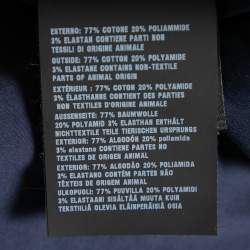 ESTERNO: 77% COTONE 20% POLIAMMIDE
3% ELASTAN CONTIENE PARTI NON
TESSILI DI ORIGINE ANIMALE
OUTSIDE: 77% COTTON 20% POLYAMIDE
3% ELASTANE CONTAINS NON-TEXTILE
PARTS OF ANIMAL ORIGIN
EXTÉRIEUR : 77% COTON 20% POLYAMIDE
3% ÉLASTHANNE CONTIENT DES PARTIES
NON TEXTILES D'ORIGINE ANIMALE
AUSSENSEITE: 77% BAUMWOLLE
20% POLYAMID 3% ELASTHAN ENTHÄLT
NICHTTEXTILE TEILE TIERISCHEN URSPRUNGS
EXTERIOR: 77% ALGODÓN 20% POLIAMIDA
3% elastano CONTIENE PARTES NO
TEXTILES DE ORIGEN ANIMAL
EXTERIOR: 77% ALGODÃO 20% POLIAMIDA
3% ELASTANO CONTÉM PARTES NÃO
TÊXTEIS DE ORIGEM ANIMAL
ULKOPUOLI: 77% PUUVILLA 20% POLYAMIDI
3% ELASTAANI SISÄLTÄÄ MUITA KUIN
TEKSTIILIJA OLEVIA ELÄINPERÄISIÄ OSIA